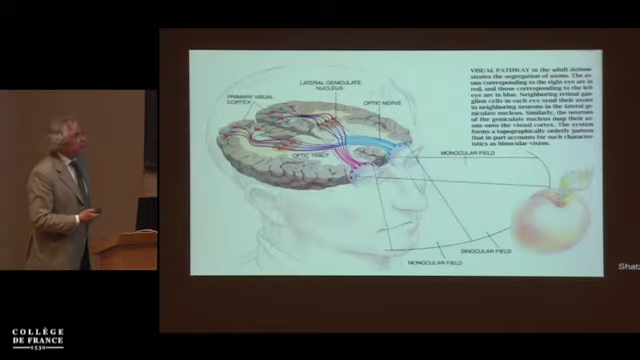 VISUAL PATHWAY in the adult demon-
strates the segregation of axons. The ax-
ons corresponding to the right eye are in
red, and those corresponding to the left
eye are in blue. Neighboring retinal gan-
glion cells in each eye send their axons
to neighboring neurons in the lateral ge-
niculate nucleus. Similarly, the neurons
of the geniculate nucleus map their ax-
ons onto the visual cortex. The system
forms a topographically orderly pattern
that in part accounts for such character-
istics as binocular vision.
LATERAL GENICULATE
NUCLEUS
PRIMARY VISUAL
CORTEX
OPTIC NERVE
OPTIC TRACT
MONOCULAR FIELD
BINOCULAR FIELD
MONOCULAR FIELD
Shatz
COLLÈGE
DE FRANCE
1530